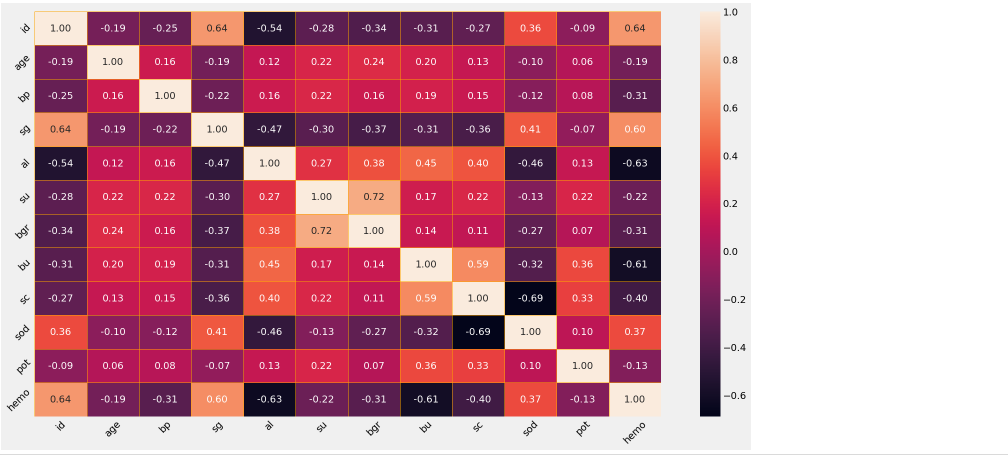 id 1.00 -0.19 -0.25 0.64 -0.54 -0.28 -0.34 -0.31 -0.27 0.36 -0.09 0.64
age -0.19 1.00 0.16 -0.19 0.12 0.22 0.24 0.20 0.13 -0.10 0.06 -0.19
bp -0.25 0.16 1.00 -0.22 0.16 0.22 0.16 0.19 0.15 -0.12 0.08 -0.31
sg 0.64 -0.19 -0.22 1.00 -0.47 -0.30 -0.37 -0.31 -0.36 0.41 -0.07 0.60
al -0.54 0.12 0.16 -0.47 1.00 0.27 0.38 0.45 0.40 -0.46 0.13 -0.63
su -0.28 0.22 0.22 -0.30 0.27 1.00 0.72 0.17 0.22 -0.13 0.22 -0.22
bgr -0.34 0.24 0.16 -0.37 0.38 0.72 1.00 0.14 0.11 -0.27 0.07 -0.31
bu -0.31 0.20 0.19 -0.31 0.45 0.17 0.14 1.00 0.59 -0.32 0.36 -0.61
sc -0.27 0.13 0.15 -0.36 0.40 0.22 0.11 0.59 1.00 -0.69 0.33 -0.40
sod 0.36 -0.10 -0.12 0.41 -0.46 -0.13 -0.27 -0.32 -0.69 1.00 0.10 0.37
pot -0.09 0.06 0.08 -0.07 0.13 0.22 0.07 0.36 0.33 0.10 1.00 -0.13
hemo 0.64 -0.19 -0.31 0.60 -0.63 -0.22 -0.31 -0.61 -0.40 0.37 -0.13 1.00
id age bp sg al su bgr bu sc sod pot hemo
1.0
0.8
0.6
0.4
0.2
0.0
−0.2
−0.4
−0.6